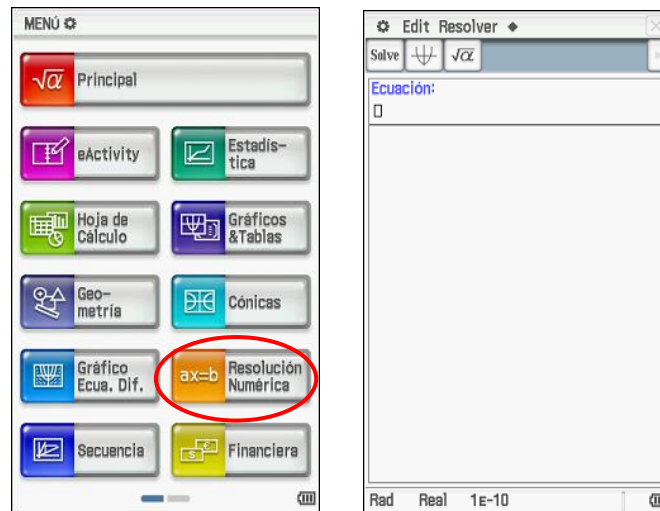 MENÚ
√α Principal
eActivity
Estadís-
tica
Hoja de
Cálculo
Gráficos
&Tablas
Geo-
metría
Cónicas
Gráfico
Ecua. Dif.
ax=b
Resolución
Numérica
Secuencia
Financiera
Edit Resolver
Solve √α
Ecuación:
Rad Real 1E-10